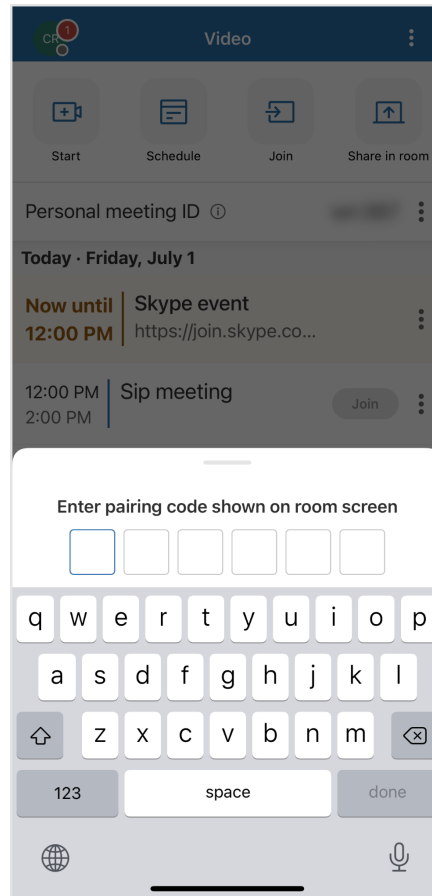 CR 1 Video
Start Schedule Join Share in room
Personal meeting ID
Today · Friday, July 1
Now until Skype event
12:00 PM https://join.skype.co...
12:00 PM Sip meeting Join
2:00 PM
Enter pairing code shown on room screen
q w e r t y u i o p
a s d f g h j k l
z x c v b n m
123 space done